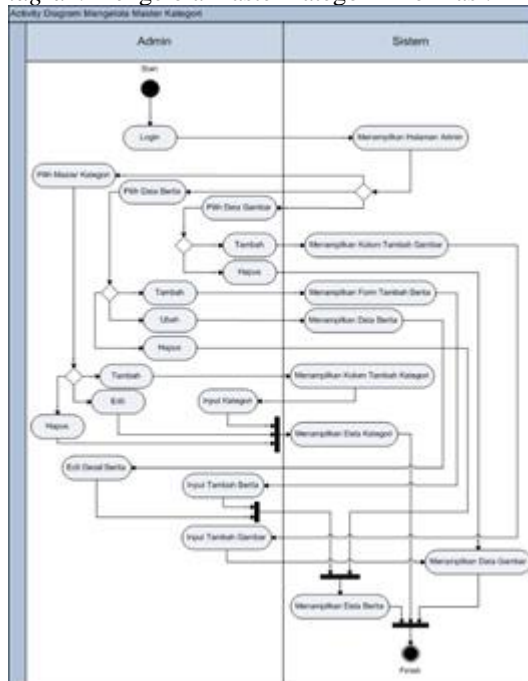 Activity Diagram Mengelola Master Kategori
Admin
Sistem
Start
Login
Menampilkan Halaman Admin
Pilih Master Kategori
Pilih Data Berita
Pilih Data Gambar
Tambah
Menampilkan Kolom Tambah Gambar
Hapus
Tambah
Menampilkan Form Tambah Berita
Ubah
Menampilkan Data Berita
Hapus
Tambah
Menampilkan Kolom Tambah Kategori
Edit
Input Kategori
Hapus
Menampilkan Data Kategori
Edit Detail Berita
Input Tambah Berita
Input Tambah Gambar
Menampilkan Data Gambar
Menampilkan Data Berita
Finish